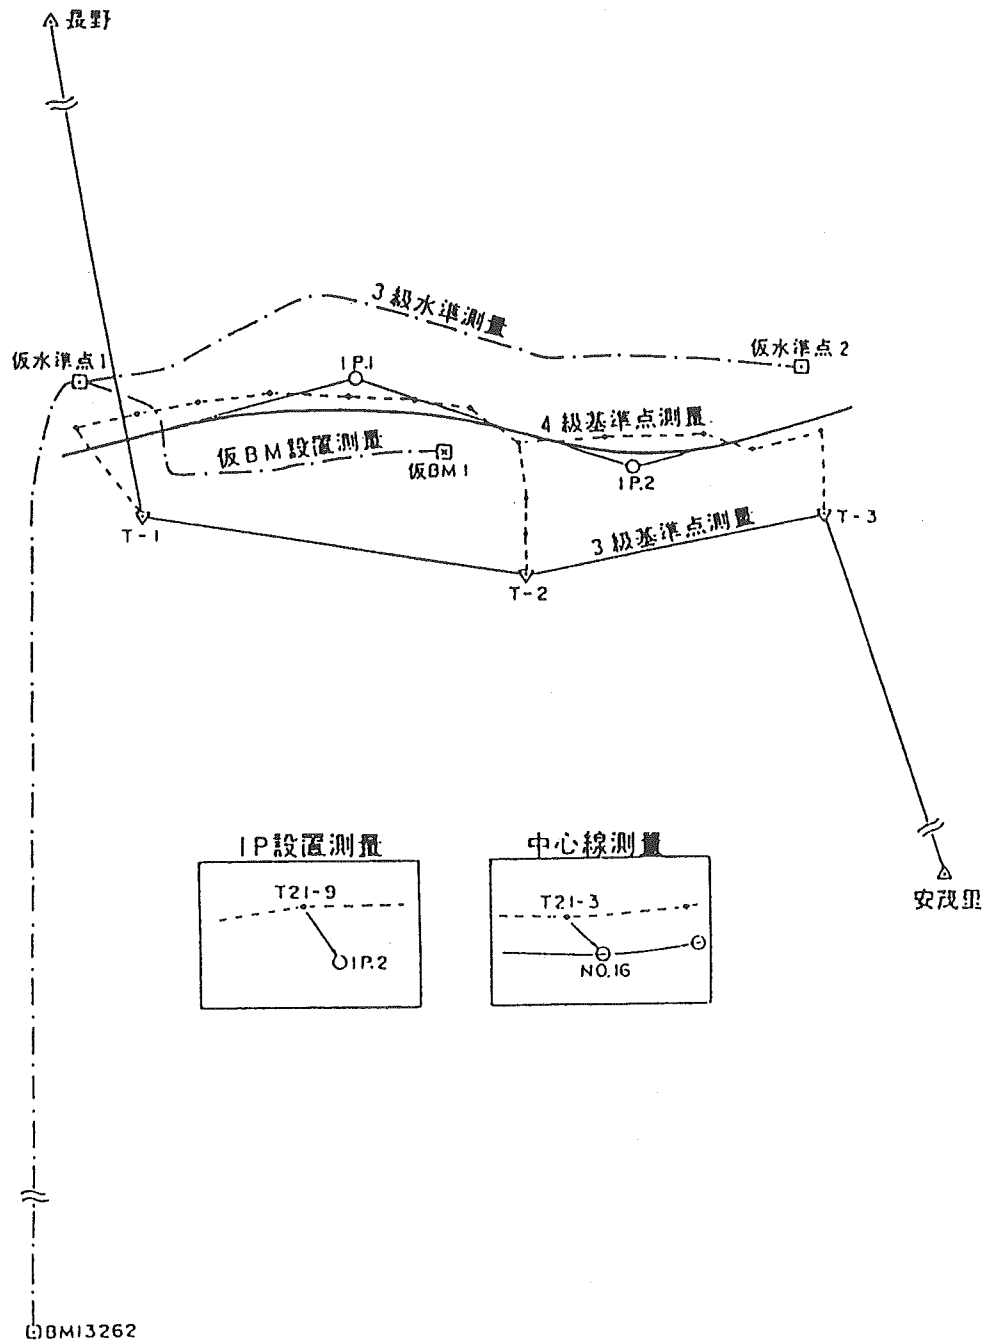 長野
3級水準測量
仮水準点1
IP.1
仮水準点2
4級基準点測量
仮BM設置測量
仮BM1
IP.2
T-1
3級基準点測量
T-3
T-2
IP設置測量
中心線測量
T21-9
T21-3
IP.2
NO.16
安茂里
BM13262